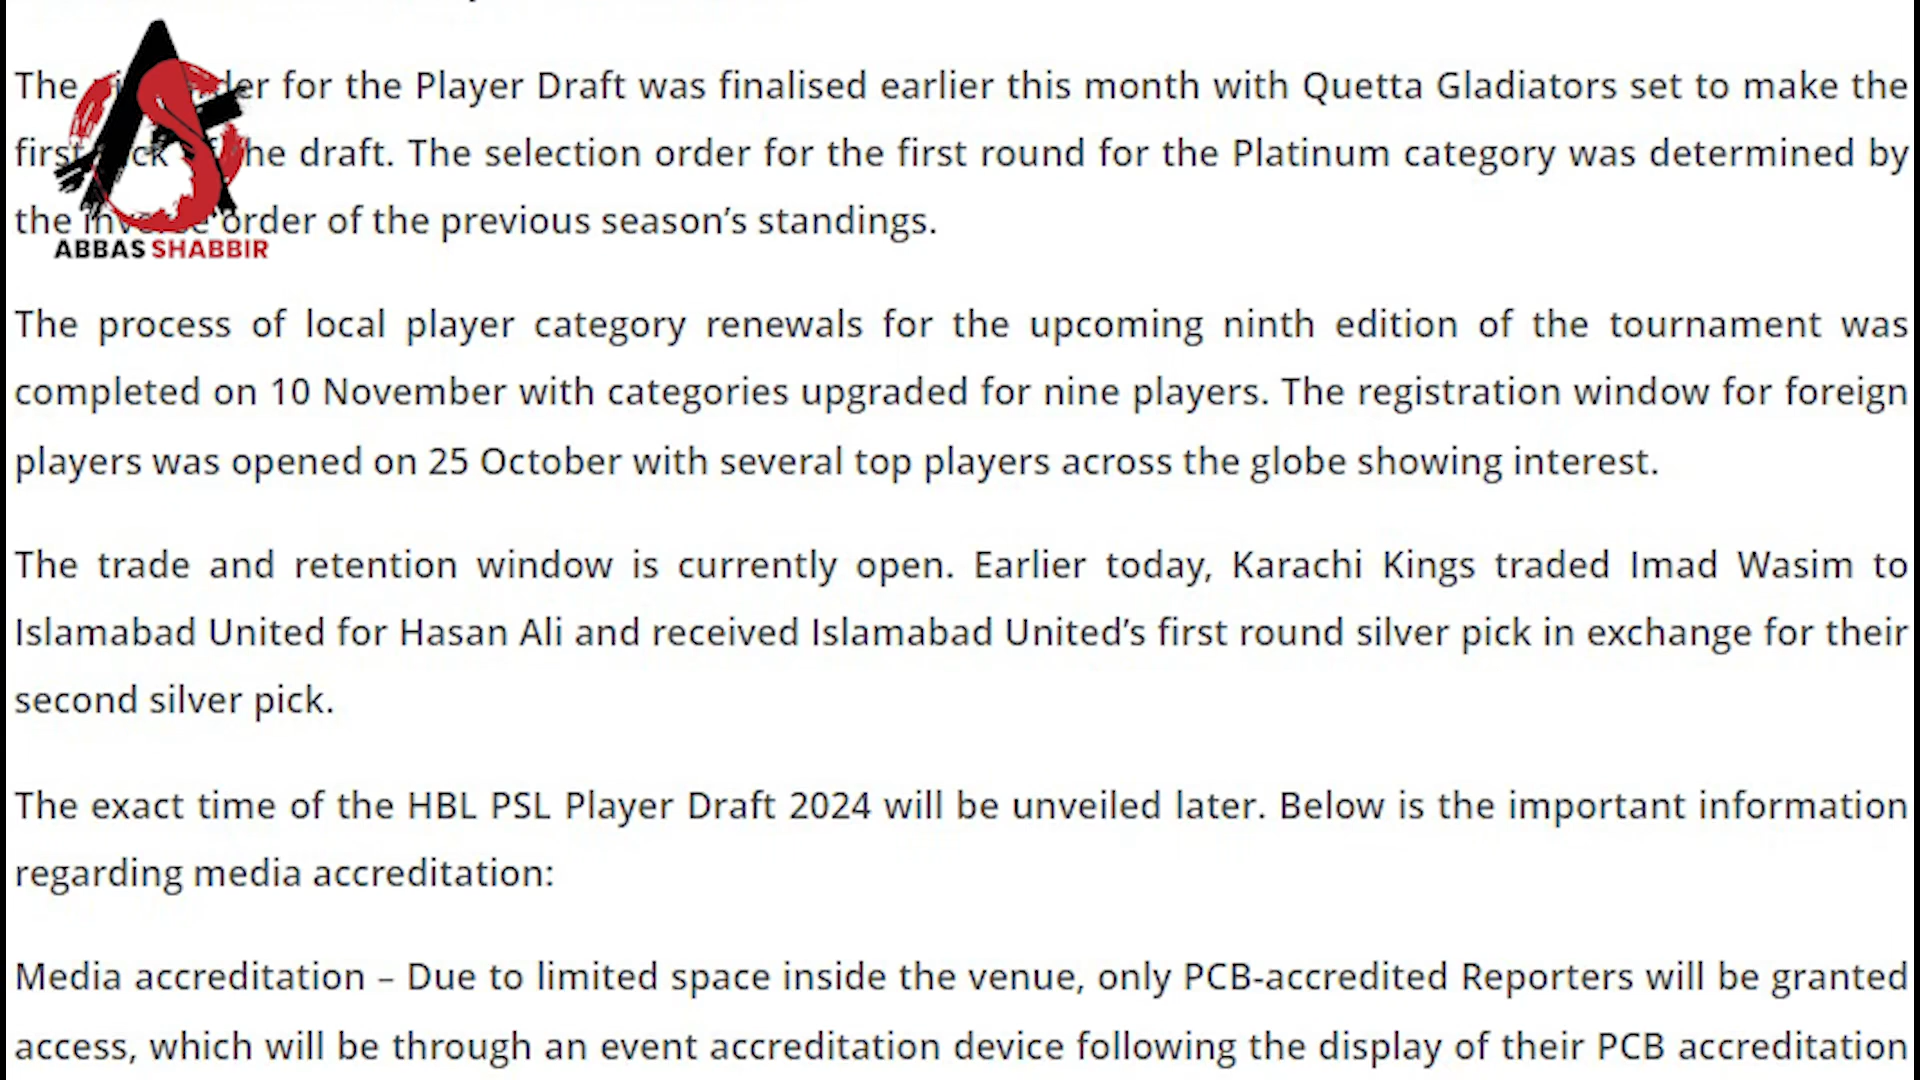 The er for the Player Draft was finalised earlier this month with Quetta Gladiators set to make the
first the draft. The selection order for the first round for the Platinum category was determined by
the order of the previous season's standings.
ABBAS SHABBIR
The process of local player category renewals for the upcoming ninth edition of the tournament was
completed on 10 November with categories upgraded for nine players. The registration window for foreign
players was opened on 25 October with several top players across the globe showing interest.
The trade and retention window is currently open. Earlier today, Karachi Kings traded Imad Wasim to
Islamabad United for Hasan Ali and received Islamabad United's first round silver pick in exchange for their
second silver pick.
The exact time of the HBL PSL Player Draft 2024 will be unveiled later. Below is the important information
regarding media accreditation:
Media accreditation – Due to limited space inside the venue, only PCB-accredited Reporters will be granted
access, which will be through an event accreditation device following the display of their PCB accreditation